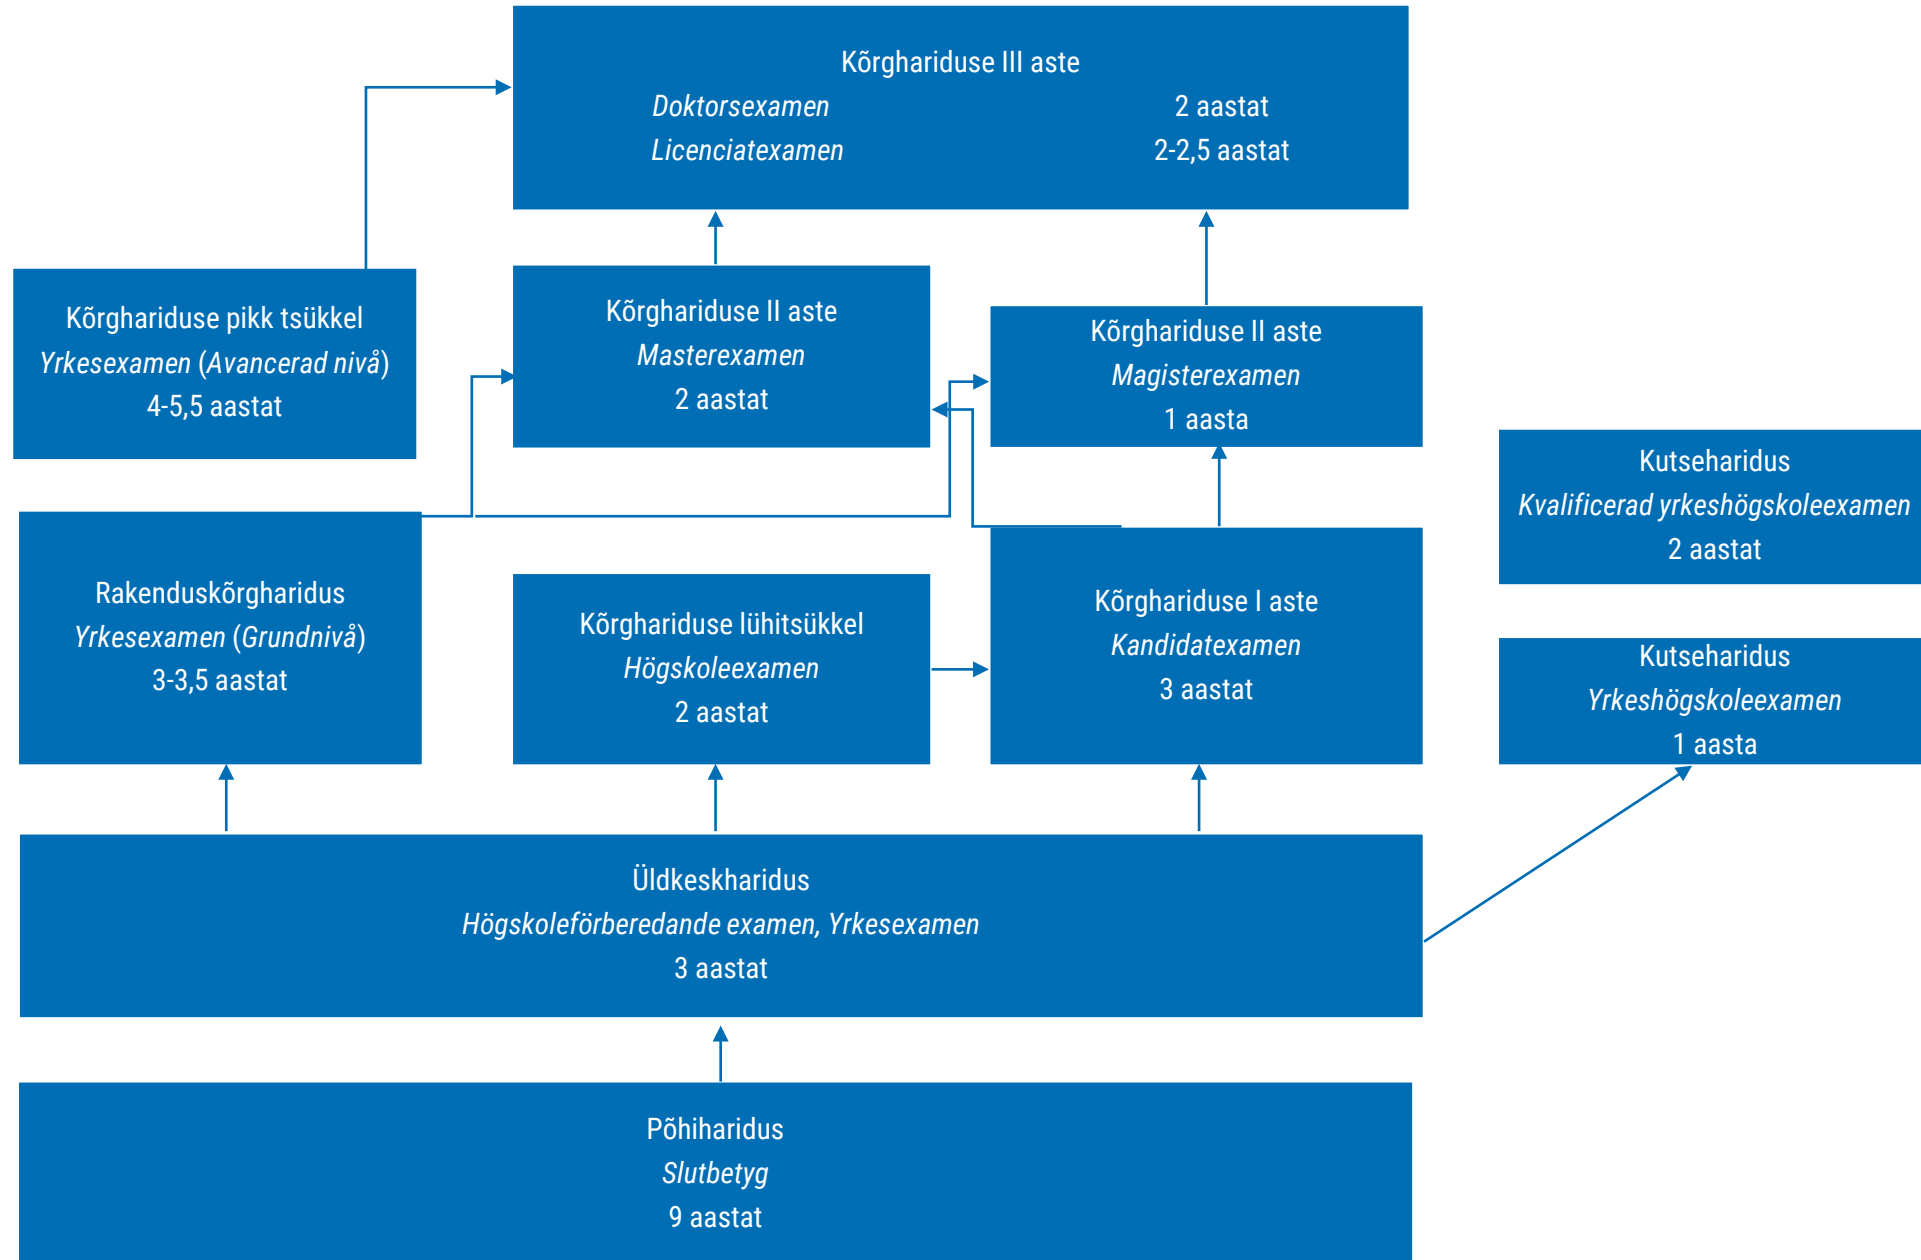 Kõrghariduse III aste
Doktorsexamen 2 aastat
Licenciatexamen 2-2,5 aastat
Kõrghariduse pikk tsükkel
Yrkesexamen (Avancerad nivå)
4-5,5 aastat
Kõrghariduse II aste
Masterexamen
2 aastat
Kõrghariduse II aste
Magisterexamen
1 aasta
Kutseharidus
Kvalificerad yrkeshögskoleexamen
2 aastat
Rakenduskõrgharidus
Yrkesexamen (Grundnivå)
3-3,5 aastat
Kõrghariduse lühitsükkel
Högskoleexamen
2 aastat
Kõrghariduse I aste
Kandidatexamen
3 aastat
Kutseharidus
Yrkeshögskoleexamen
1 aasta
Üldkeskharidus
Högskoleförberedande examen, Yrkesexamen
3 aastat
Põhiharidus
Slutbetyg
9 aastat